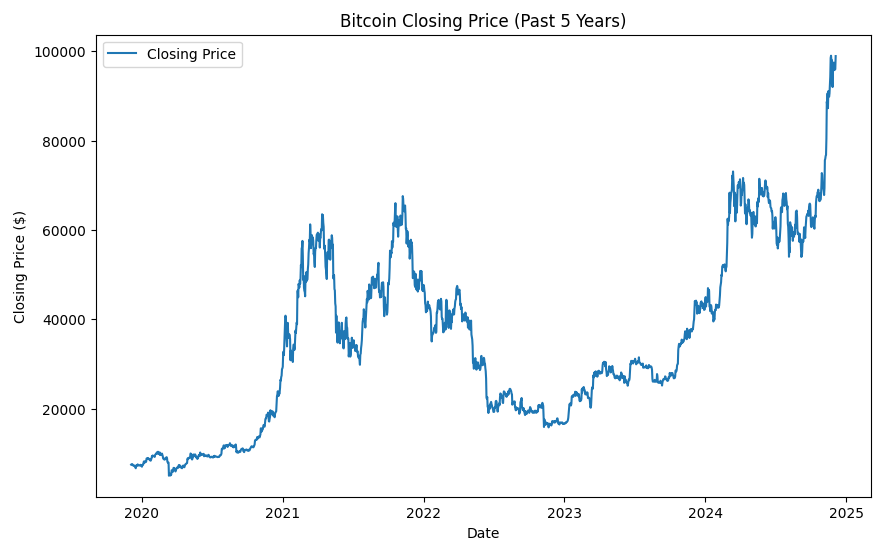 Bitcoin Closing Price (Past 5 Years)
Closing Price
100000
80000
60000
40000
20000
Closing Price ($)
2020 2021 2022 2023 2024 2025
Date